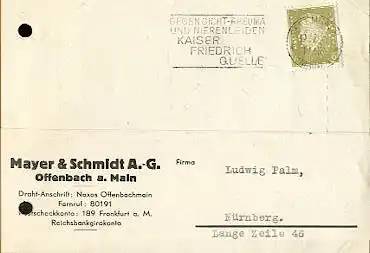 GEGEN GICHT-RHEUMA
UND NIERENLEIDEN
KAISER
FRIEDRICH
QUELLE
Mayer & Schmidt A.-G.
Offenbach a. Main
Draht-Anschrift: Naxos Offenbachmain
Fernruf: 80191
Postscheckkonto: 189 Frankfurt a. M.
Reichsbankgirokonto
Firma
Ludwig Palm,
Nürnberg.
Lange Zeile 46